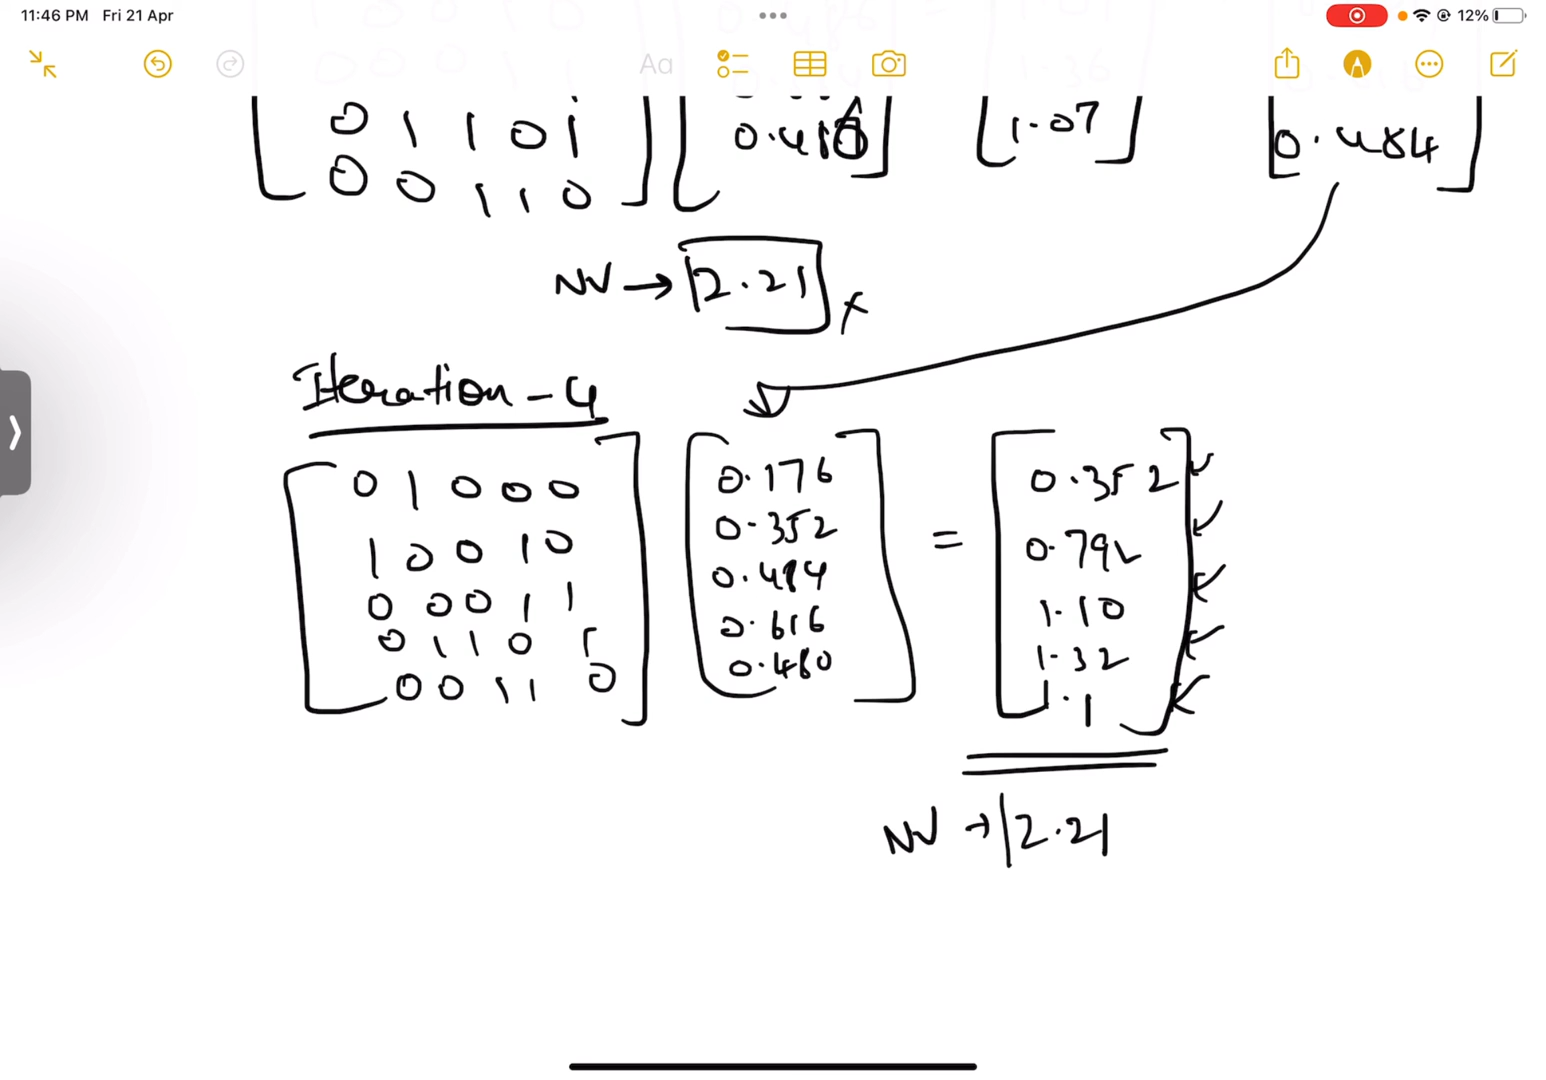 11:46 PM Fri 21 Apr
12%
Aa
0 1 1 0 1 0.4 1.07 0.484
0 0 1 1 0
NV → 2.21 x
Iteration - 4
0 1 0 0 0 0.176 0.352
1 0 0 1 0 0.352 = 0.792
0 0 0 1 1 0.484 1.10
0 1 1 0 1 0.616 1.32
0 0 1 1 0 0.480 1.1
NV → 2.21